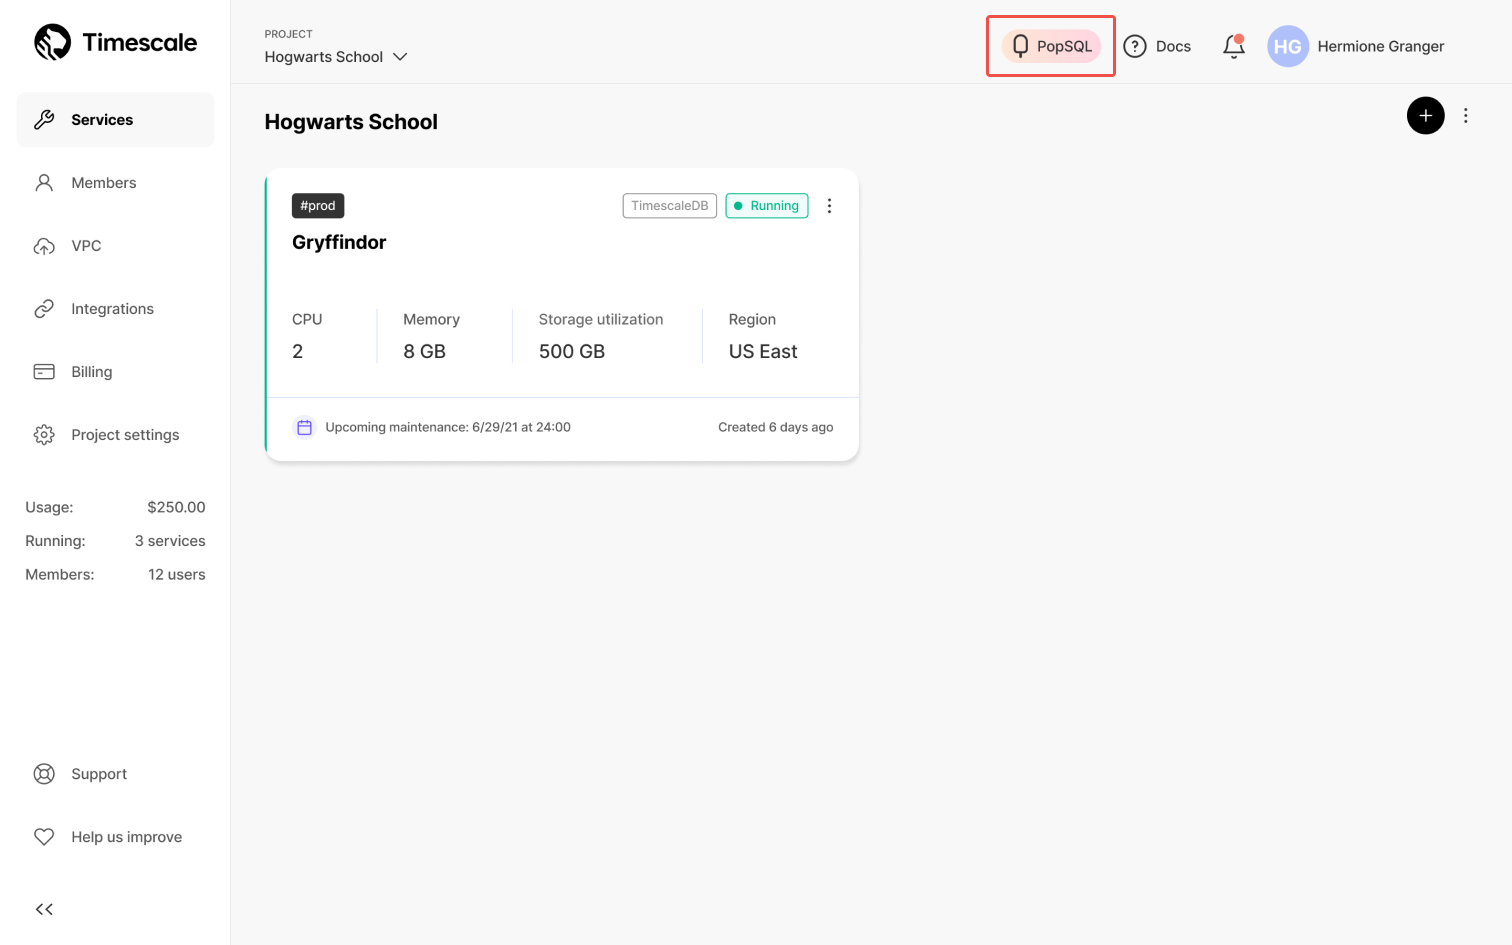 Timescale
Services
Members
VPC
Integrations
Billing
Project settings
Usage: $250.00
Running: 3 services
Members: 12 users
Support
Help us improve
PROJECT
Hogwarts School
PopSQL
Docs
HG
Hermione Granger
Hogwarts School
#prod
TimescaleDB
Running
Gryffindor
CPU
2
Memory
8 GB
Storage utilization
500 GB
Region
US East
Upcoming maintenance: 6/29/21 at 24:00
Created 6 days ago